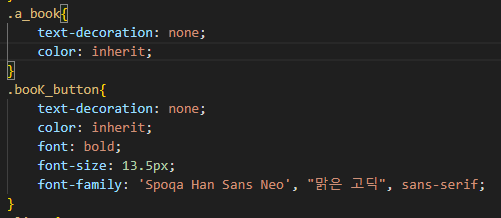 .a_book{
    text-decoration: none;
    color: inherit;
}
.booK_button{
    text-decoration: none;
    color: inherit;
    font: bold;
    font-size: 13.5px;
    font-family: 'Spoqa Han Sans Neo', "맑은 고딕", sans-serif;
}